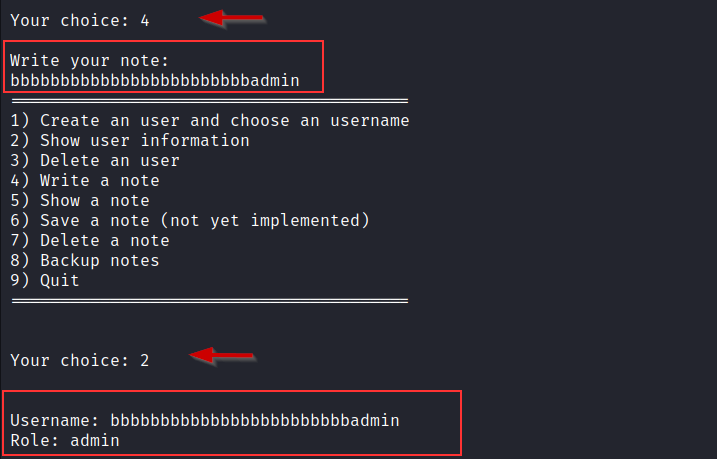 Your choice: 4
Write your note:
bbbbbbbbbbbbbbbbbbbbbbbbadmin
========================================
1) Create an user and choose an username
2) Show user information
3) Delete an user
4) Write a note
5) Show a note
6) Save a note (not yet implemented)
7) Delete a note
8) Backup notes
9) Quit
========================================
Your choice: 2
Username: bbbbbbbbbbbbbbbbbbbbbbbbadmin
Role: admin